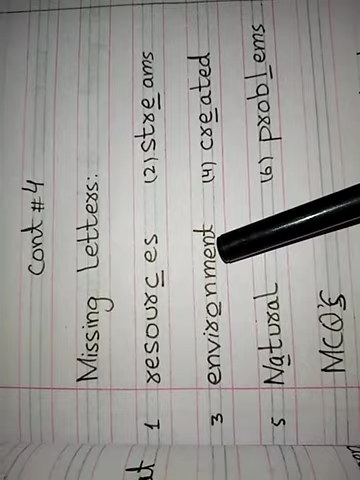 Cont # 4
Missing Letters:
1 resources (2) streams
3 environment (4) created
5 Natural (6) problems
MCQ'S